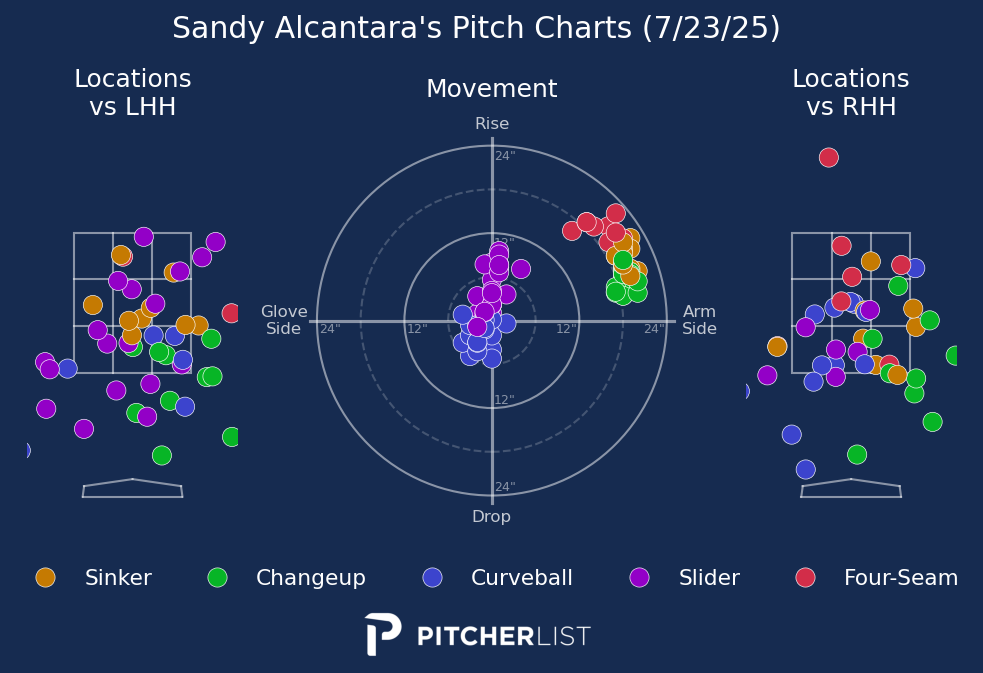 Sandy Alcantara's Pitch Charts (7/23/25)
Locations
vs LHH
Movement
Locations
vs RHH
Rise
24"
12"
Glove
Side
24"
12"
12"
24"
Arm
Side
12"
24"
Drop
Sinker
Changeup
Curveball
Slider
Four-Seam
PITCHERLIST